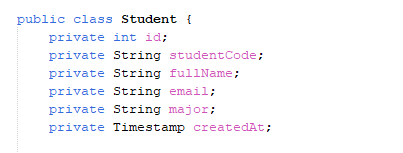 public class Student {
    private int id;
    private String studentCode;
    private String fullName;
    private String email;
    private String major;
    private Timestamp createdAt;